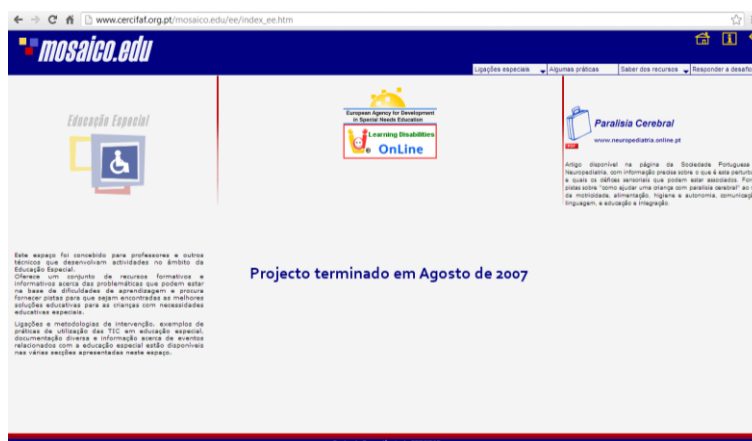 www.cercifaf.org.pt/mosaico.edu/ee/index_ee.htm
mosaico.edu
Ligações especiais
Algumas práticas
Saber dos recursos
Responder a desafio
Educação Especial
European Agency for Development
in Special Needs Education
Learning Disabilities
OnLine
Projecto terminado em Agosto de 2007
Paralisia Cerebral
www.neuropediatria.online.pt
Artigo disponível na página da Sociedade Portuguesa
Neuropediatria, com informação precisa sobre o que é esta perturb
e quais os défices sensoriais que podem estar associados. For
pistas sobre "como ajudar uma criança com paralisia cerebral" ao
da motricidade, alimentação, higiene e autonomia, comunicaçã
linguagem, e educação e integração.
Este espaço foi concebido para professores e outros
técnicos que desenvolvam actividades no âmbito da
Educação Especial.
Oferece um conjunto de recursos formativos e
informativos acerca das problemáticas que podem estar
na base de dificuldades de aprendizagem e procura
fornecer pistas para que sejam encontradas as melhores
soluções educativas para as crianças com necessidades
educativas especiais.
Ligações e metodologias de intervenção, exemplos de
práticas de utilização das TIC em educação especial,
documentação diversa e informação acerca de eventos
relacionados com a educação especial estão disponíveis
nas várias secções apresentadas neste espaço.